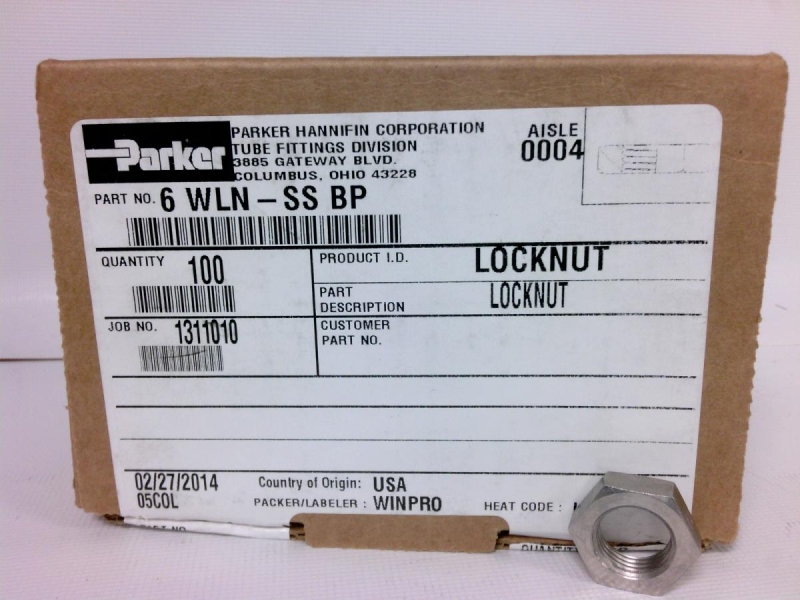 Parker
PARKER HANNIFIN CORPORATION
TUBE FITTINGS DIVISION
3885 GATEWAY BLVD.
COLUMBUS, OHIO 43228
AISLE
0004
PART NO. 6 WLN-SS BP
QUANTITY 100
PRODUCT I.D. LOCKNUT
PART DESCRIPTION LOCKNUT
JOB NO. 1311010
CUSTOMER
PART NO.
02/27/2014
05COL
Country of Origin: USA
PACKER/LABELER : WINPRO
HEAT CODE :